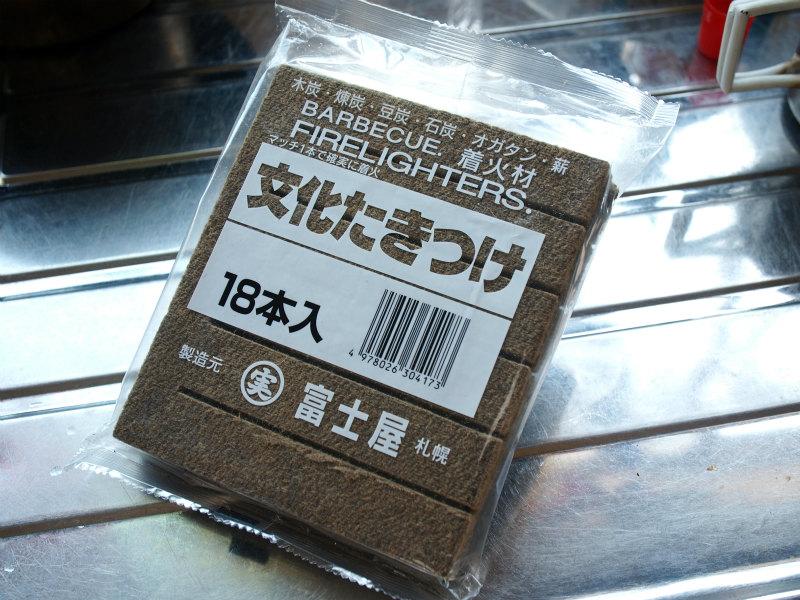 木炭・煉炭・豆炭・石炭・オガタン・薪
BARBECUE. 着火材
FIRELIGHTERS.
マッチ1本で確実に着火
文化たきつけ
18本入
4 978026 304173
製造元 実 富士屋 札幌